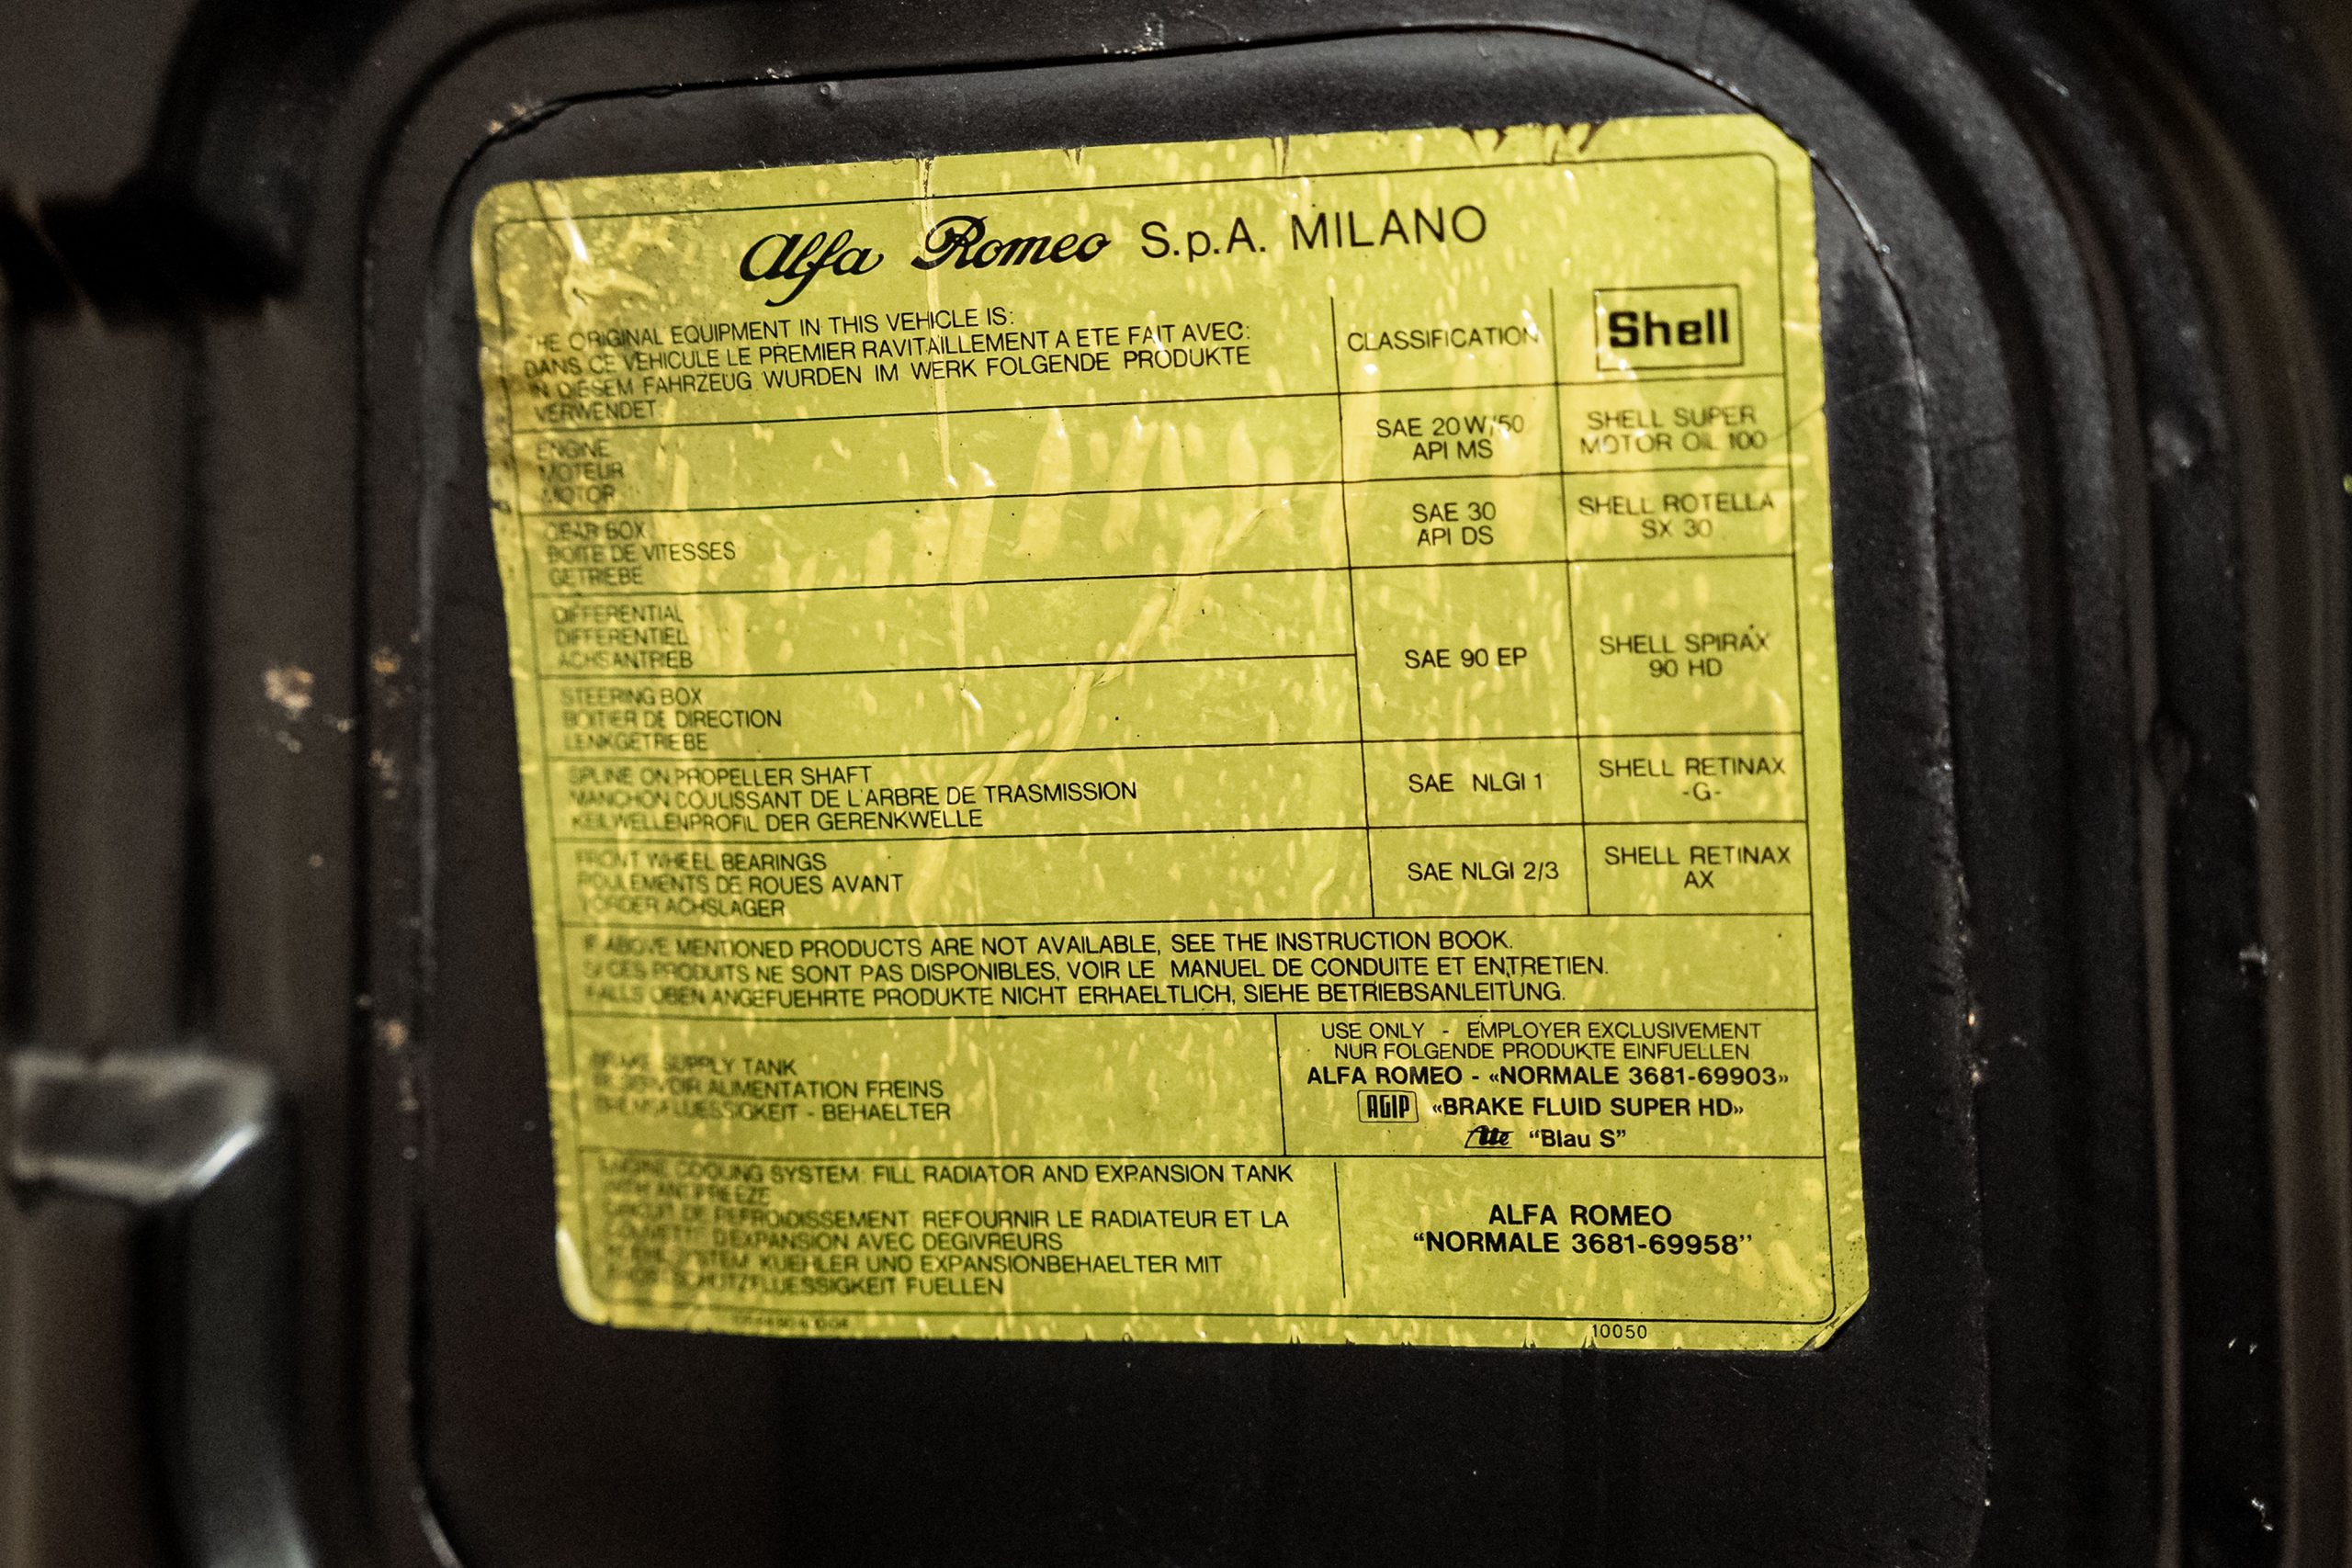 Alfa Romeo S.p.A. MILANO
THE ORIGINAL EQUIPMENT IN THIS VEHICLE IS:
DANS CE VEHICULE LE PREMIER RAVITAILLEMENT A ETE FAIT AVEC:
IN DIESEM FAHRZEUG WURDEN IM WERK FOLGENDE PRODUKTE
VERWENDET:
CLASSIFICATION
Shell
ENGINE
MOTEUR
MOTOR
SAE 20W/50
API MS
SHELL SUPER
MOTOR OIL 100
GEAR BOX
BOITE DE VITESSES
GETRIEBE
SAE 30
API DS
SHELL ROTELLA
SX 30
DIFFERENTIAL
DIFFERENTIEL
ACHSANTRIEB
SAE 90 EP
SHELL SPIRAX
90 HD
STEERING BOX
BOITIER DE DIRECTION
LENKGETRIEBE
SPLINE ON PROPELLER SHAFT
MANCHON COULISSANT DE L'ARBRE DE TRASMISSION
KEILWELLENPROFIL DER GERENKWELLE
SAE NLGI 1
SHELL RETINAX
-G-
FRONT WHEEL BEARINGS
ROULEMENTS DE ROUES AVANT
VORDER ACHSLAGER
SAE NLGI 2/3
SHELL RETINAX
AX
IF ABOVE MENTIONED PRODUCTS ARE NOT AVAILABLE, SEE THE INSTRUCTION BOOK.
SI CES PRODUITS NE SONT PAS DISPONIBLES, VOIR LE MANUEL DE CONDUITE ET ENTRETIEN.
FALLS OBEN ANGEFUEHRTE PRODUKTE NICHT ERHAELTLICH, SIEHE BETRIEBSANLEITUNG.
BRAKE SUPPLY TANK
RESERVOIR ALIMENTATION FREINS
BREMSFLUESSIGKEIT - BEHAELTER
USE ONLY - EMPLOYER EXCLUSIVEMENT
NUR FOLGENDE PRODUKTE EINFUELLEN
ALFA ROMEO - «NORMALE 3681-69903»
AGIP «BRAKE FLUID SUPER HD»
Ate “Blau S”
ENGINE COOLING SYSTEM: FILL RADIATOR AND EXPANSION TANK
WITH ANTIFREEZE
CIRCUIT DE REFROIDISSEMENT: REFOURNIR LE RADIATEUR ET LA
D'EXPANSION AVEC DEGIVREURS
KUEHLER UND EXPANSIONBEHAELTER MIT
FROSTSCHUTZFLUESSIGKEIT FUELLEN
ALFA ROMEO
“NORMALE 3681-69958”
10050